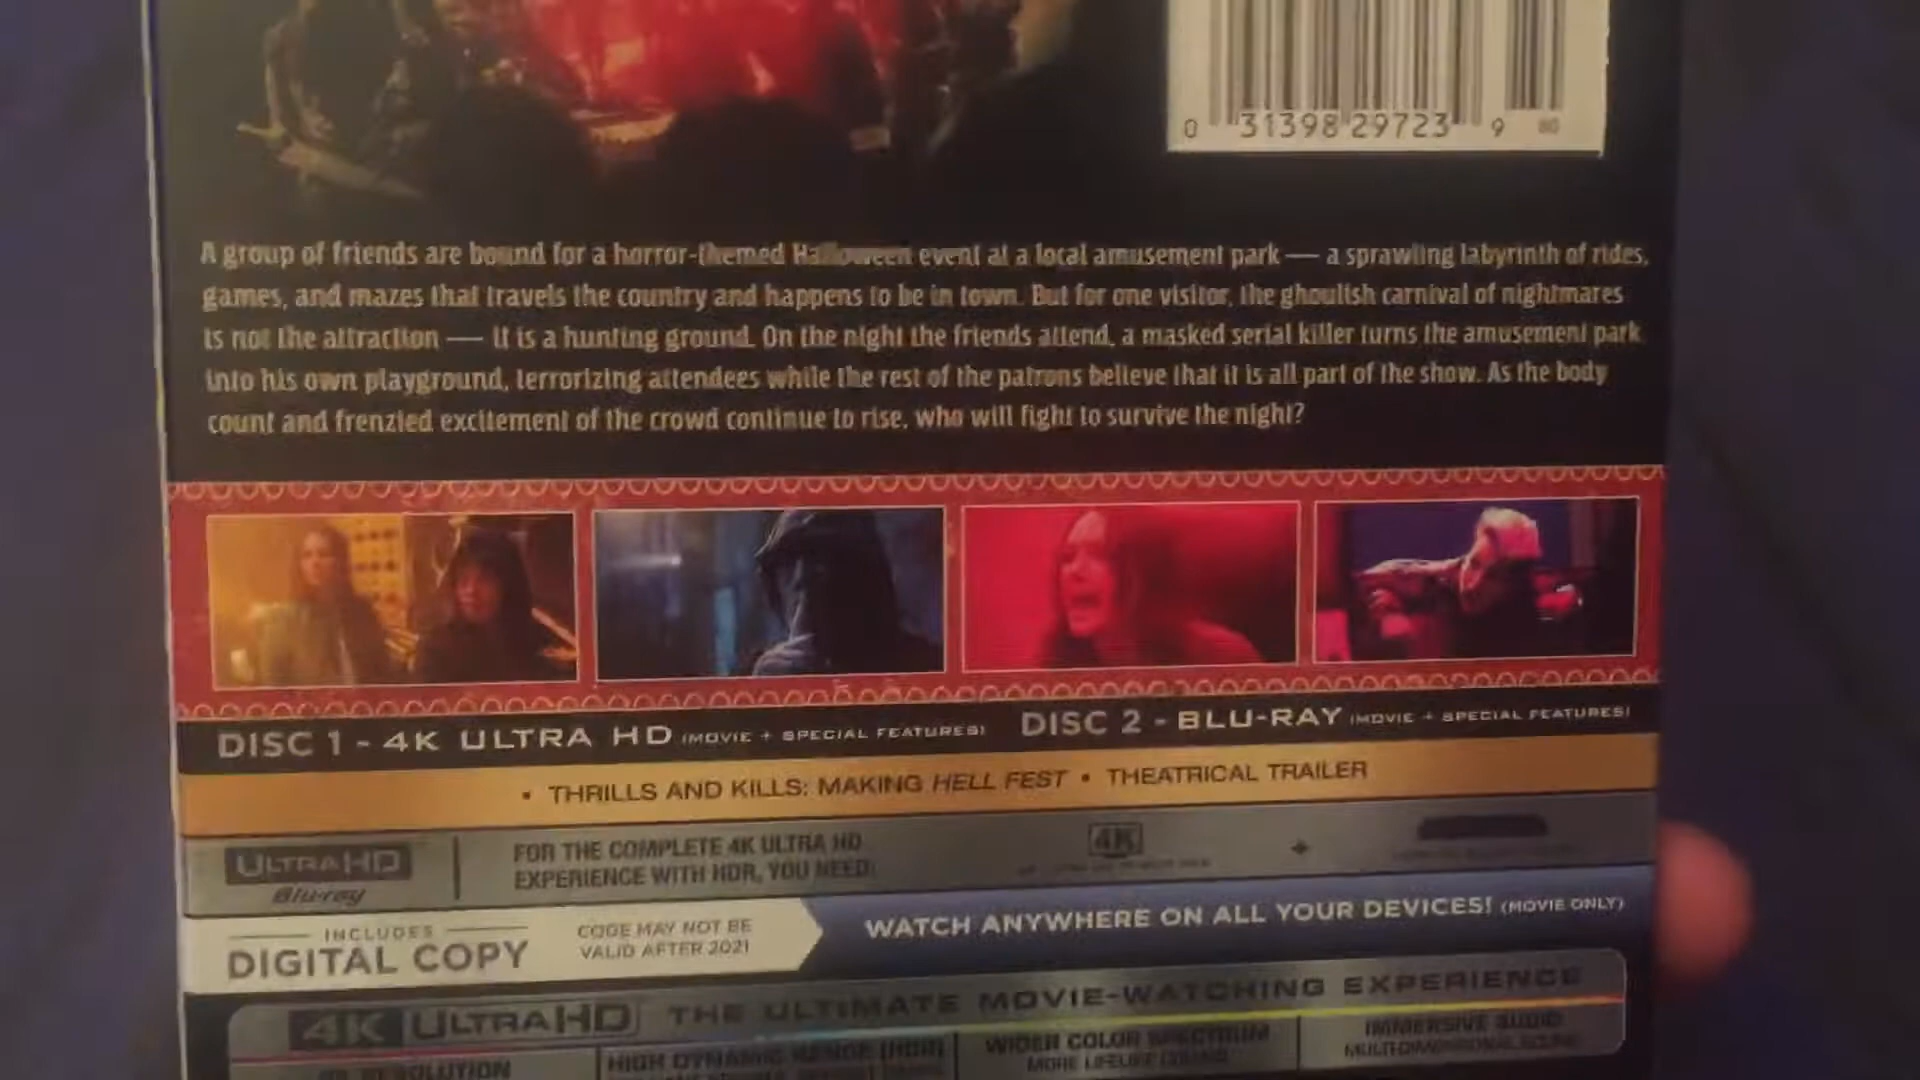 0 31398 29723 9
A group of friends are bound for a horror-themed Halloween event at a local amusement park — a sprawling labyrinth of rides,
games, and mazes that travels the country and happens to be in town. But for one visitor, the ghoulish carnival of nightmares
is not the attraction — it is a hunting ground. On the night the friends attend, a masked serial killer turns the amusement park
into his own playground, terrorizing attendees while the rest of the patrons believe that it is all part of the show. As the body
count and frenzied excitement of the crowd continue to rise, who will fight to survive the night?
DISC 1 - 4K ULTRA HD (MOVIE + SPECIAL FEATURES) DISC 2 - BLU-RAY (MOVIE + SPECIAL FEATURES)
• THRILLS AND KILLS: MAKING HELL FEST • THEATRICAL TRAILER
ULTRA HD
Blu-ray
FOR THE COMPLETE 4K ULTRA HD
EXPERIENCE WITH HDR, YOU NEED:
4K
+
INCLUDES
DIGITAL COPY
CODE MAY NOT BE
VALID AFTER 2021
WATCH ANYWHERE ON ALL YOUR DEVICES! (MOVIE ONLY)
4K ULTRA HD THE ULTIMATE MOVIE-WATCHING EXPERIENCE
RESOLUTION
HIGH DYNAMIC RANGE (HDR)
WIDER COLOR SPECTRUM
MORE LIFELIKE
IMMERSIVE AUDIO
MULTI-DIMENSIONAL SOUND